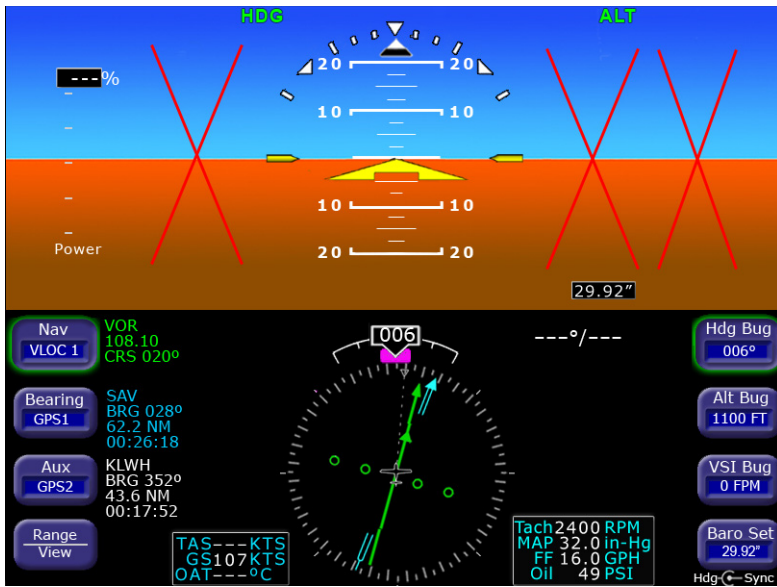 HDG
ALT
20 20
---%
10 10
10 10
Power
20 20
29.92"
Nav
VLOC 1
VOR
108.10
CRS 020º
006
---°/---
Hdg Bug
006°
Bearing
GPS1
SAV
BRG 028º
62.2 NM
00:26:18
Alt Bug
1100 FT
Aux
GPS2
KLWH
BRG 352º
43.6 NM
00:17:52
VSI Bug
0 FPM
Range
View
TAS---KTS
GS107KTS
OAT---ºC
Tach2400 RPM
MAP 32.0 in-Hg
FF 16.0 GPH
Oil 49 PSI
Baro Set
29.92"
Hdg Sync